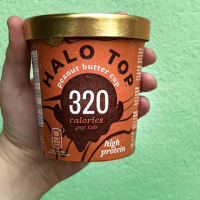 HALO TOP
peanut butter cup
320
calories
per tub
high
protein